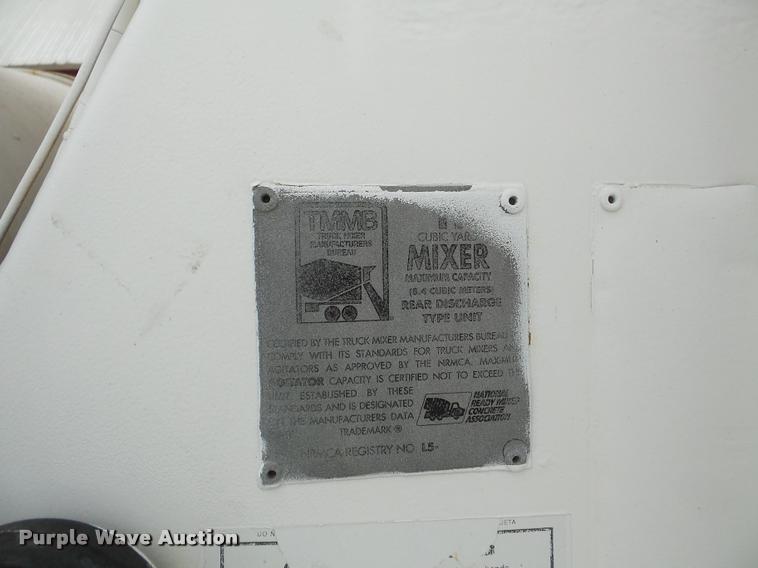 TMMB
TRUCK MIXER
MANUFACTURERS
BUREAU
CUBIC YARD
MIXER
MAXIMUM CAPACITY
(8.4 CUBIC METERS)
REAR DISCHARGE
TYPE UNIT
CERTIFIED BY THE TRUCK MIXER MANUFACTURERS BUREAU
COMPLY WITH ITS STANDARDS FOR TRUCK MIXERS AND
AGITATORS AS APPROVED BY THE NRMCA. MAXIMUM
AGITATOR CAPACITY IS CERTIFIED NOT TO EXCEED THE
LIMIT ESTABLISHED BY THESE
STANDARDS AND IS DESIGNATED
THE MANUFACTURERS DATA
TRADEMARK ®
NATIONAL
READY MIXED
CONCRETE
ASSOCIATION
NRMCA REGISTRY NO. L5-
Purple Wave Auction